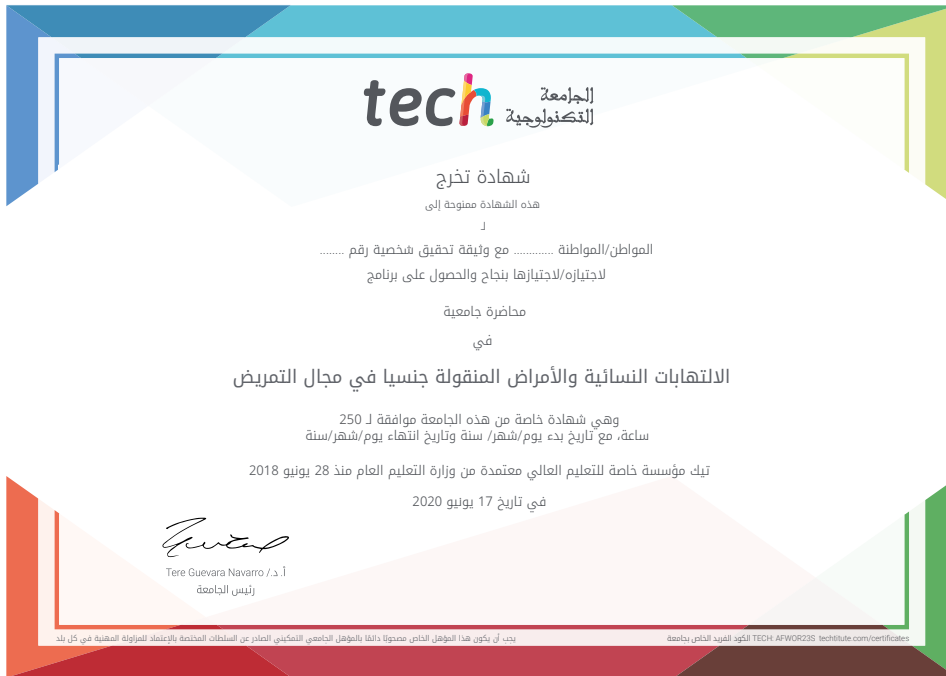 tech الجامعة
التكنولوجية
شهادة تخرج
هذه الشهادة ممنوحة إلى
لـ
المواطن/المواطنة ............. مع وثيقة تحقيق شخصية رقم ........
لاجتيازه/لاجتيازها بنجاح والحصول على برنامج
محاضرة جامعية
في
الالتهابات النسائية والأمراض المنقولة جنسيا في مجال التمريض
وهي شهادة خاصة من هذه الجامعة موافقة لـ 250
ساعة، مع تاريخ بدء يوم/شهر/ سنة وتاريخ انتهاء يوم/شهر/سنة
تيك مؤسسة خاصة للتعليم العالي معتمدة من وزارة التعليم العام منذ 28 يونيو 2018
في تاريخ 17 يونيو 2020
أ. د./ Tere Guevara Navarro
رئيس الجامعة
يجب أن يكون هذا المؤهل الخاص مصحوبًا دائمًا بالمؤهل الجامعي التمكيني الصادر عن السلطات المختصة بالإعتماد للمزاولة المهنية في كل بلد
الكود الفريد الخاص بجامعة TECH: AFWOR23S techtitute.com/certificates